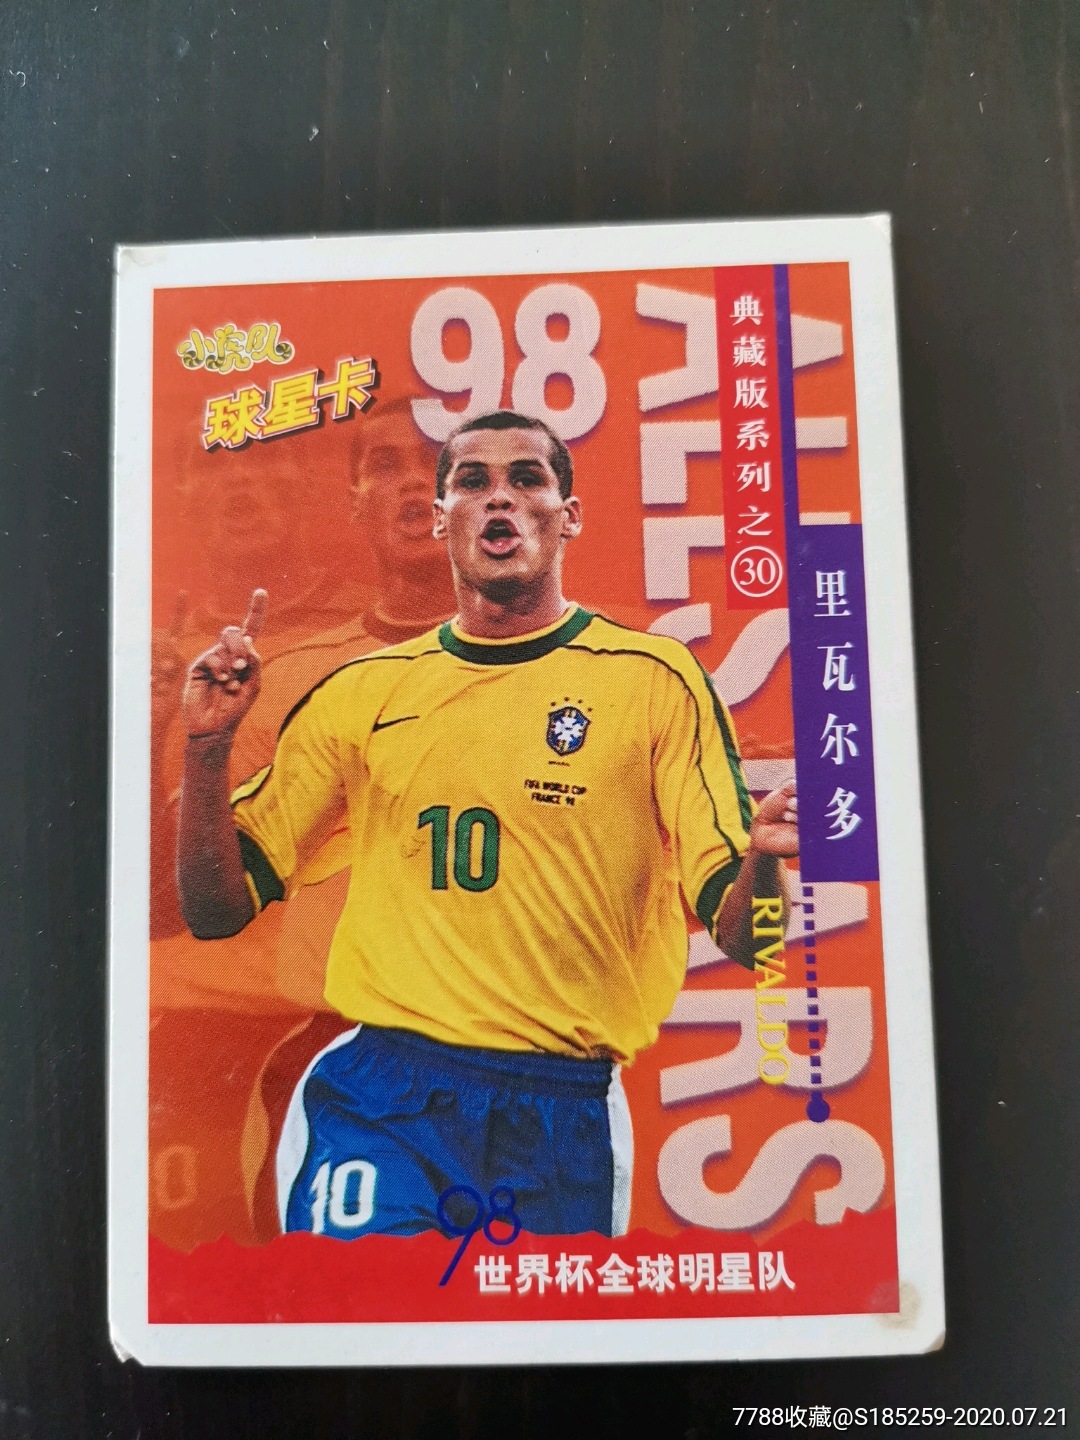 小虎队
球星卡
98
ALL STARS
典藏版系列之㉚
里瓦尔多
RIVALDO
FIFA WORLD CUP
FRANCE 98
10
10
98
世界杯全球明星队
7788收藏@S185259-2020.07.21